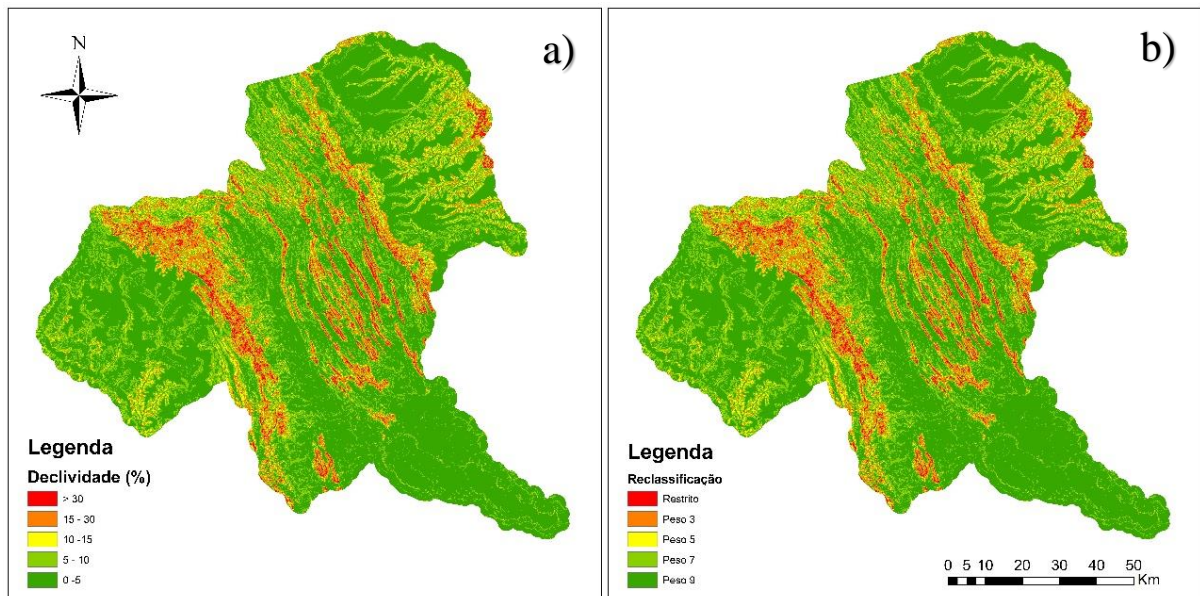 N
a)
Legenda
Declividade (%)
> 30
15 - 30
10 -15
5 - 10
0 -5
b)
Legenda
Reclassificação
Restrito
Peso 3
Peso 5
Peso 7
Peso 9
0 5 10 20 30 40 50
Km